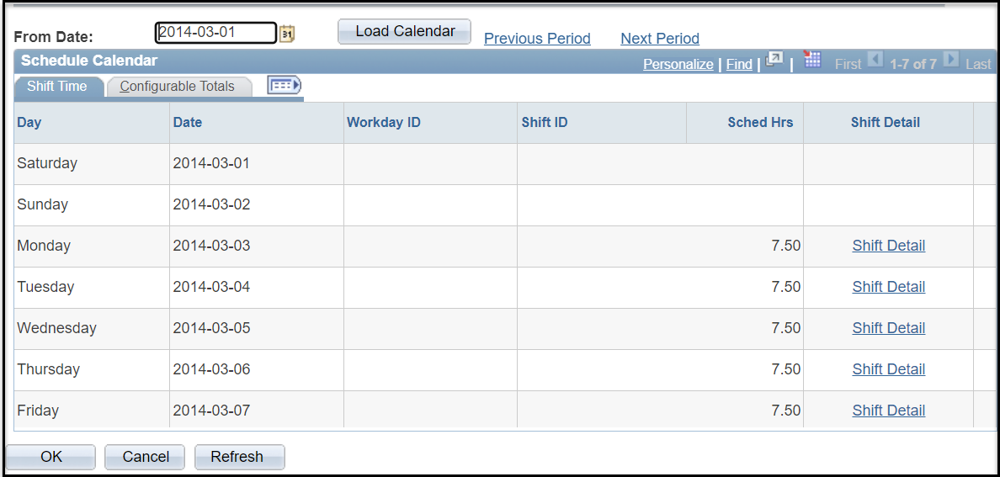 From Date: 2014-03-01 31 Load Calendar Previous Period Next Period
Schedule Calendar Personalize | Find | | First 1-7 of 7 Last
Shift Time Configurable Totals
Day Date Workday ID Shift ID Sched Hrs Shift Detail
Saturday 2014-03-01
Sunday 2014-03-02
Monday 2014-03-03 7.50 Shift Detail
Tuesday 2014-03-04 7.50 Shift Detail
Wednesday 2014-03-05 7.50 Shift Detail
Thursday 2014-03-06 7.50 Shift Detail
Friday 2014-03-07 7.50 Shift Detail
OK Cancel Refresh